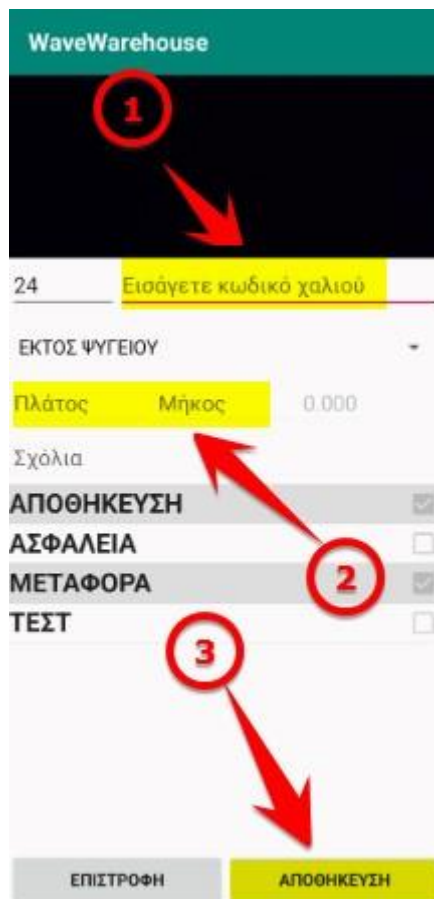 WaveWarehouse
1
24 Εισάγετε κωδικό χαλιού
ΕΚΤΟΣ ΨΥΓΕΙΟΥ
Πλάτος Μήκος 0.000
Σχόλια
ΑΠΟΘΗΚΕΥΣΗ
ΑΣΦΑΛΕΙΑ
ΜΕΤΑΦΟΡΑ
2
ΤΕΣΤ
3
ΕΠΙΣΤΡΟΦΗ ΑΠΟΘΗΚΕΥΣΗ